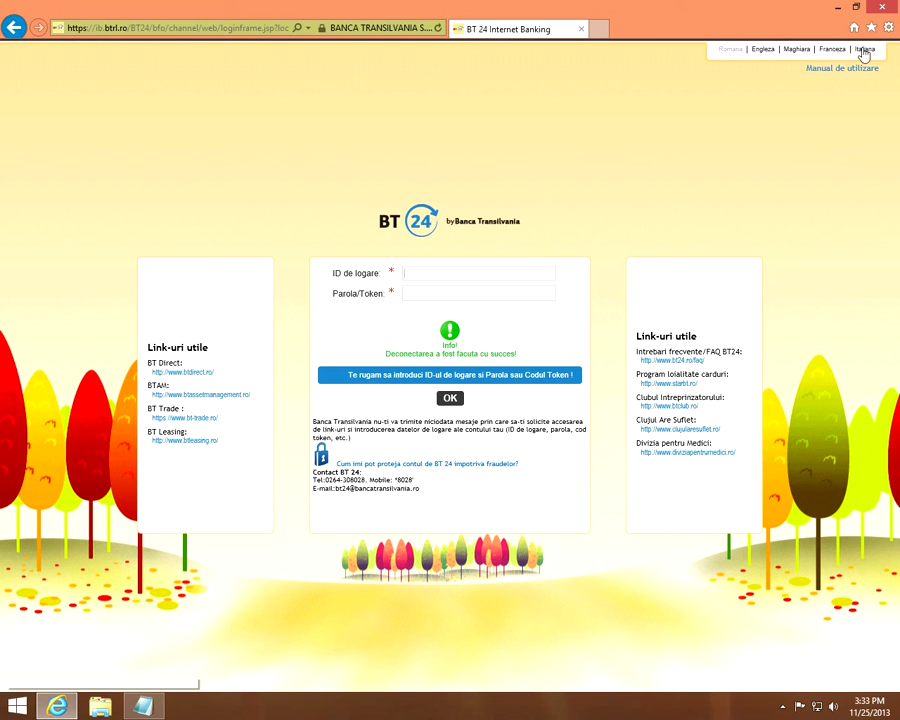 https://ib.btrl.ro/BT24/bfo/channel/web/loginframe.jsp?loc
BANCA TRANSILVANIA S....
BT 24 Internet Banking
Romana | Engleza | Maghiara | Franceza | Italiana
Manual de utilizare
BT 24 by Banca Transilvania
ID de logare: *
Parola/Token: *
Info!
Deconectarea a fost facuta cu succes!
Te rugam sa introduci ID-ul de logare si Parola sau Codul Token !
OK
Banca Transilvania nu-ti va trimite niciodata mesaje prin care sa-ti solicite accesarea
de link-uri si introducerea datelor de logare ale contului tau (ID de logare, parola, cod
token, etc.)
Cum imi pot proteja contul de BT 24 impotriva fraudelor?
Contact BT 24:
Tel:0264-308028. Mobile: *8028'
E-mail:bt24@bancatransilvania.ro
Link-uri utile
BT Direct:
http://www.btdirect.ro/
BTAM:
http://www.btassetmanagement.ro/
BT Trade :
https://www.bt-trade.ro/
BT Leasing:
http://www.btleasing.ro/
Link-uri utile
Intrebari frecvente/FAQ BT24:
http://www.bt24.ro/faq/
Program loialitate carduri:
http://www.starbt.ro/
Clubul Intreprinzatorului:
http://www.btclub.ro/
Clujul Are Suflet:
http://www.clujularesuflet.ro/
Divizia pentru Medici:
http://www.diviziapentrumedici.ro/
3:33 PM
11/25/2013